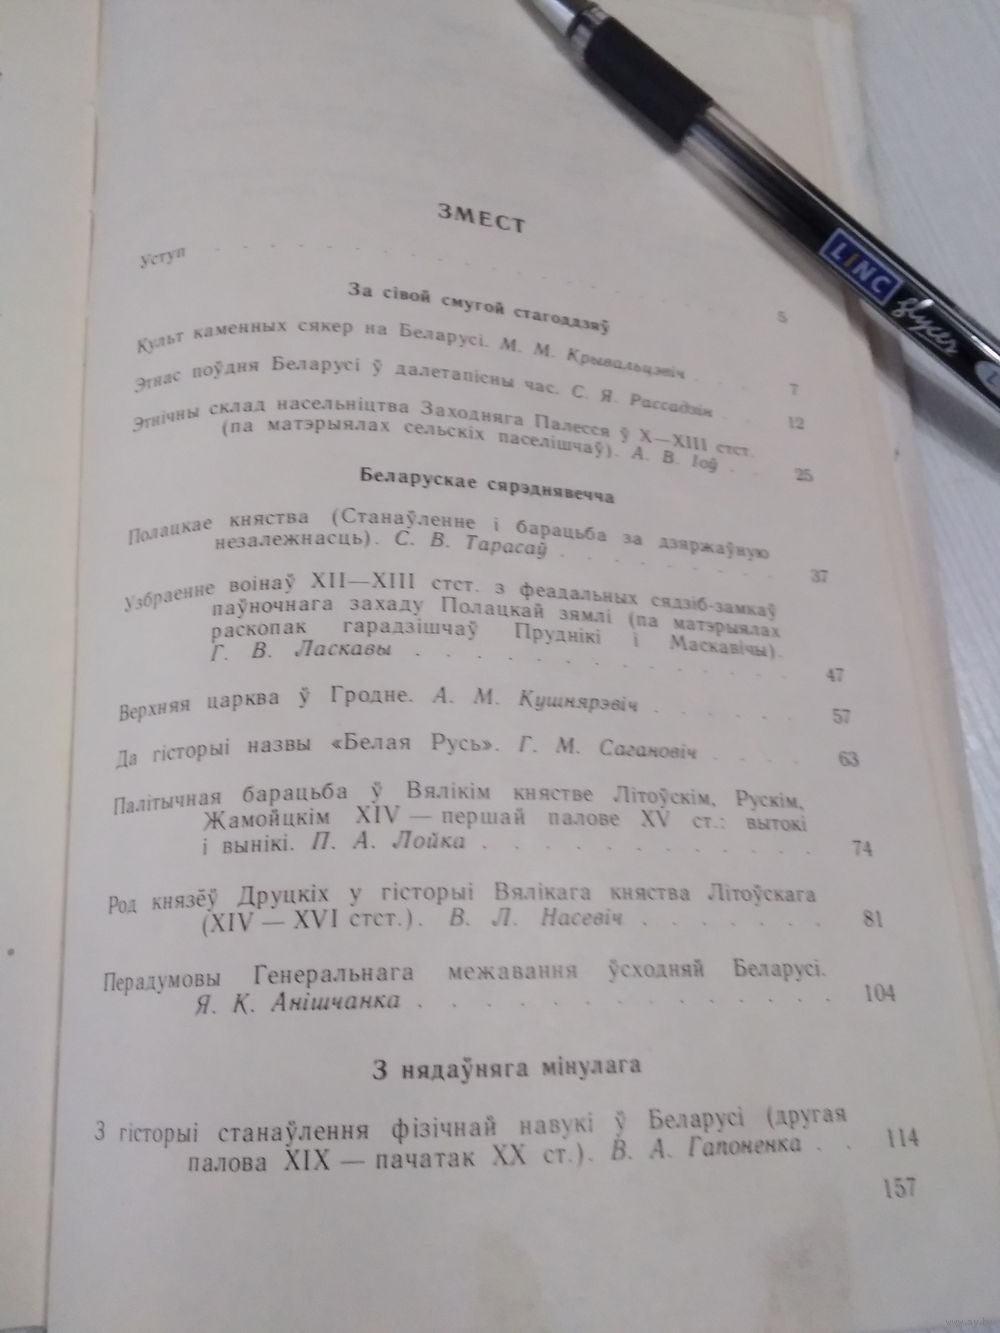 ЗМЕСТ
Уступ . . . . . . . . . . . . . . . . . . . . 5
За сівой смугой стагоддзяў
Культ каменных сякер на Беларусі. М. М. Крывальцэвіч . . . 7
Этнас поўдня Беларусі ў далетапісны час. С. Я. Рассадзін . . 12
Этнічны склад насельніцтва Заходняга Палесся ў X—XIII стст.
(па матэрыялах сельскіх паселішчаў). А. В. Іоў . . 25
Беларускае сярэднявечча
Полацкае княства (Станаўленне і барацьба за дзяржаўную
незалежнасць). С. В. Тарасаў . . . . . . . . 37
Узбраенне воінаў XII—XIII стст. з феадальных сядзіб-замкаў
паўночнага захаду Полацкай зямлі (па матэрыялах
раскопак гарадзішчаў Пруднікі і Маскавічы).
Г. В. Ласкавы . . . . . . . . . . . . . . 47
Верхняя царква ў Гродне. А. М. Кушнярэвіч . . . . . . 57
Да гісторыі назвы «Белая Русь». Г. М. Сагановіч . . . . 63
Палітычная барацьба ў Вялікім княстве Літоўскім, Рускім,
Жамойцкім XIV — першай палове XV ст.: вытокі
і вынікі. П. А. Лойка . . . . . . . . . . . . 74
Род князёў Друцкіх у гісторыі Вялікага княства Літоўскага
(XIV — XVI стст.). В. Л. Насевіч . . . . . . . 81
Перадумовы Генеральнага межавання ўсходняй Беларусі.
Я. К. Анішчанка . . . . . . . . . . . . . 104
З нядаўняга мінулага
З гісторыі станаўлення фізічнай навукі ў Беларусі (другая
палова XIX — пачатак XX ст.). В. А. Гапоненка . . 114
157
LINC
glycer
www.ay.by